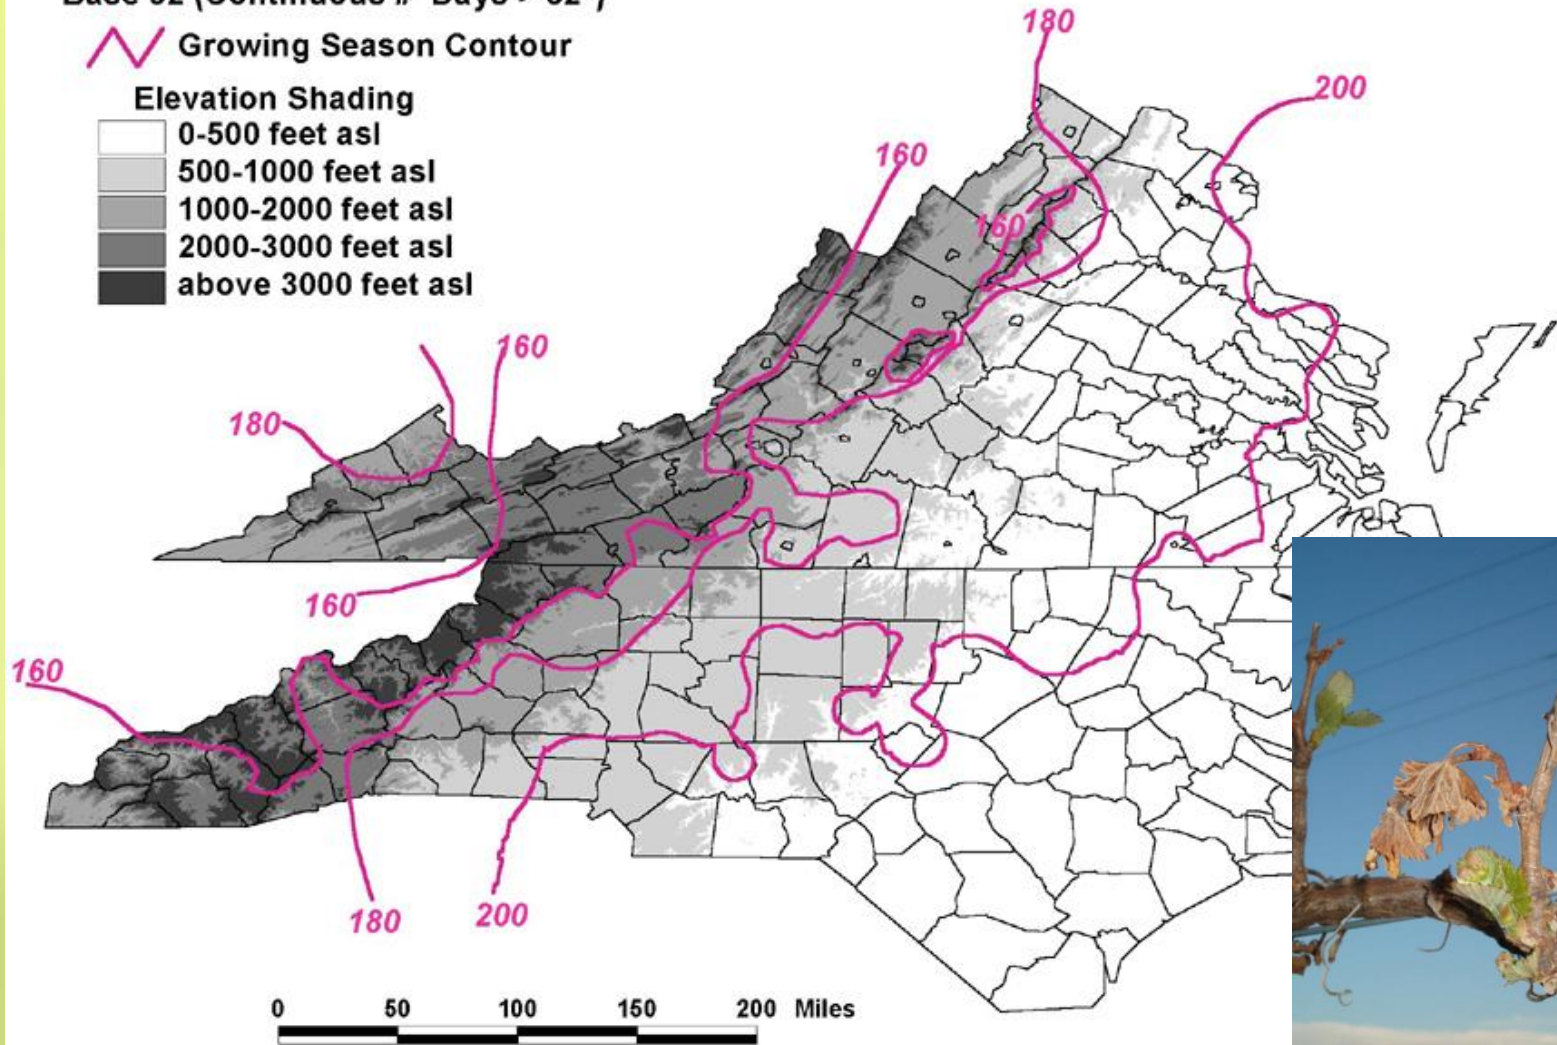 Growing Season Contour
Elevation Shading
0-500 feet asl
500-1000 feet asl
1000-2000 feet asl
2000-3000 feet asl
above 3000 feet asl
180
200
160
160
160
180
160
160
180
200
0 50 100 150 200 Miles